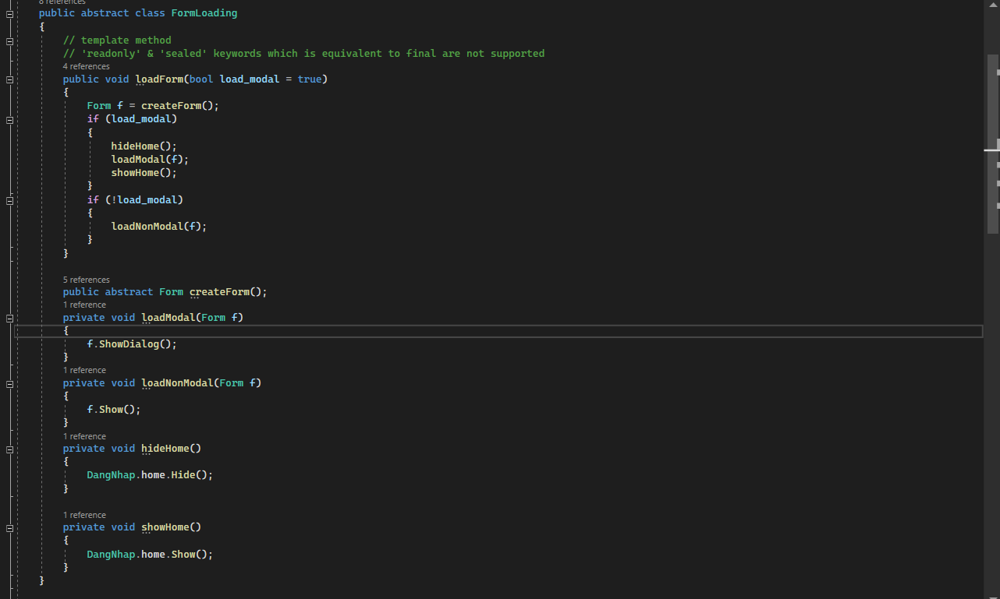 8 references
public abstract class FormLoading
{
// template method
// 'readonly' & 'sealed' keywords which is equivalent to final are not supported
4 references
public void loadForm(bool load_modal = true)
{
Form f = createForm();
if (load_modal)
{
hideHome();
loadModal(f);
showHome();
}
if (!load_modal)
{
loadNonModal(f);
}
}
5 references
public abstract Form createForm();
1 reference
private void loadModal(Form f)
{
f.ShowDialog();
}
1 reference
private void loadNonModal(Form f)
{
f.Show();
}
1 reference
private void hideHome()
{
DangNhap.home.Hide();
}
1 reference
private void showHome()
{
DangNhap.home.Show();
}
}